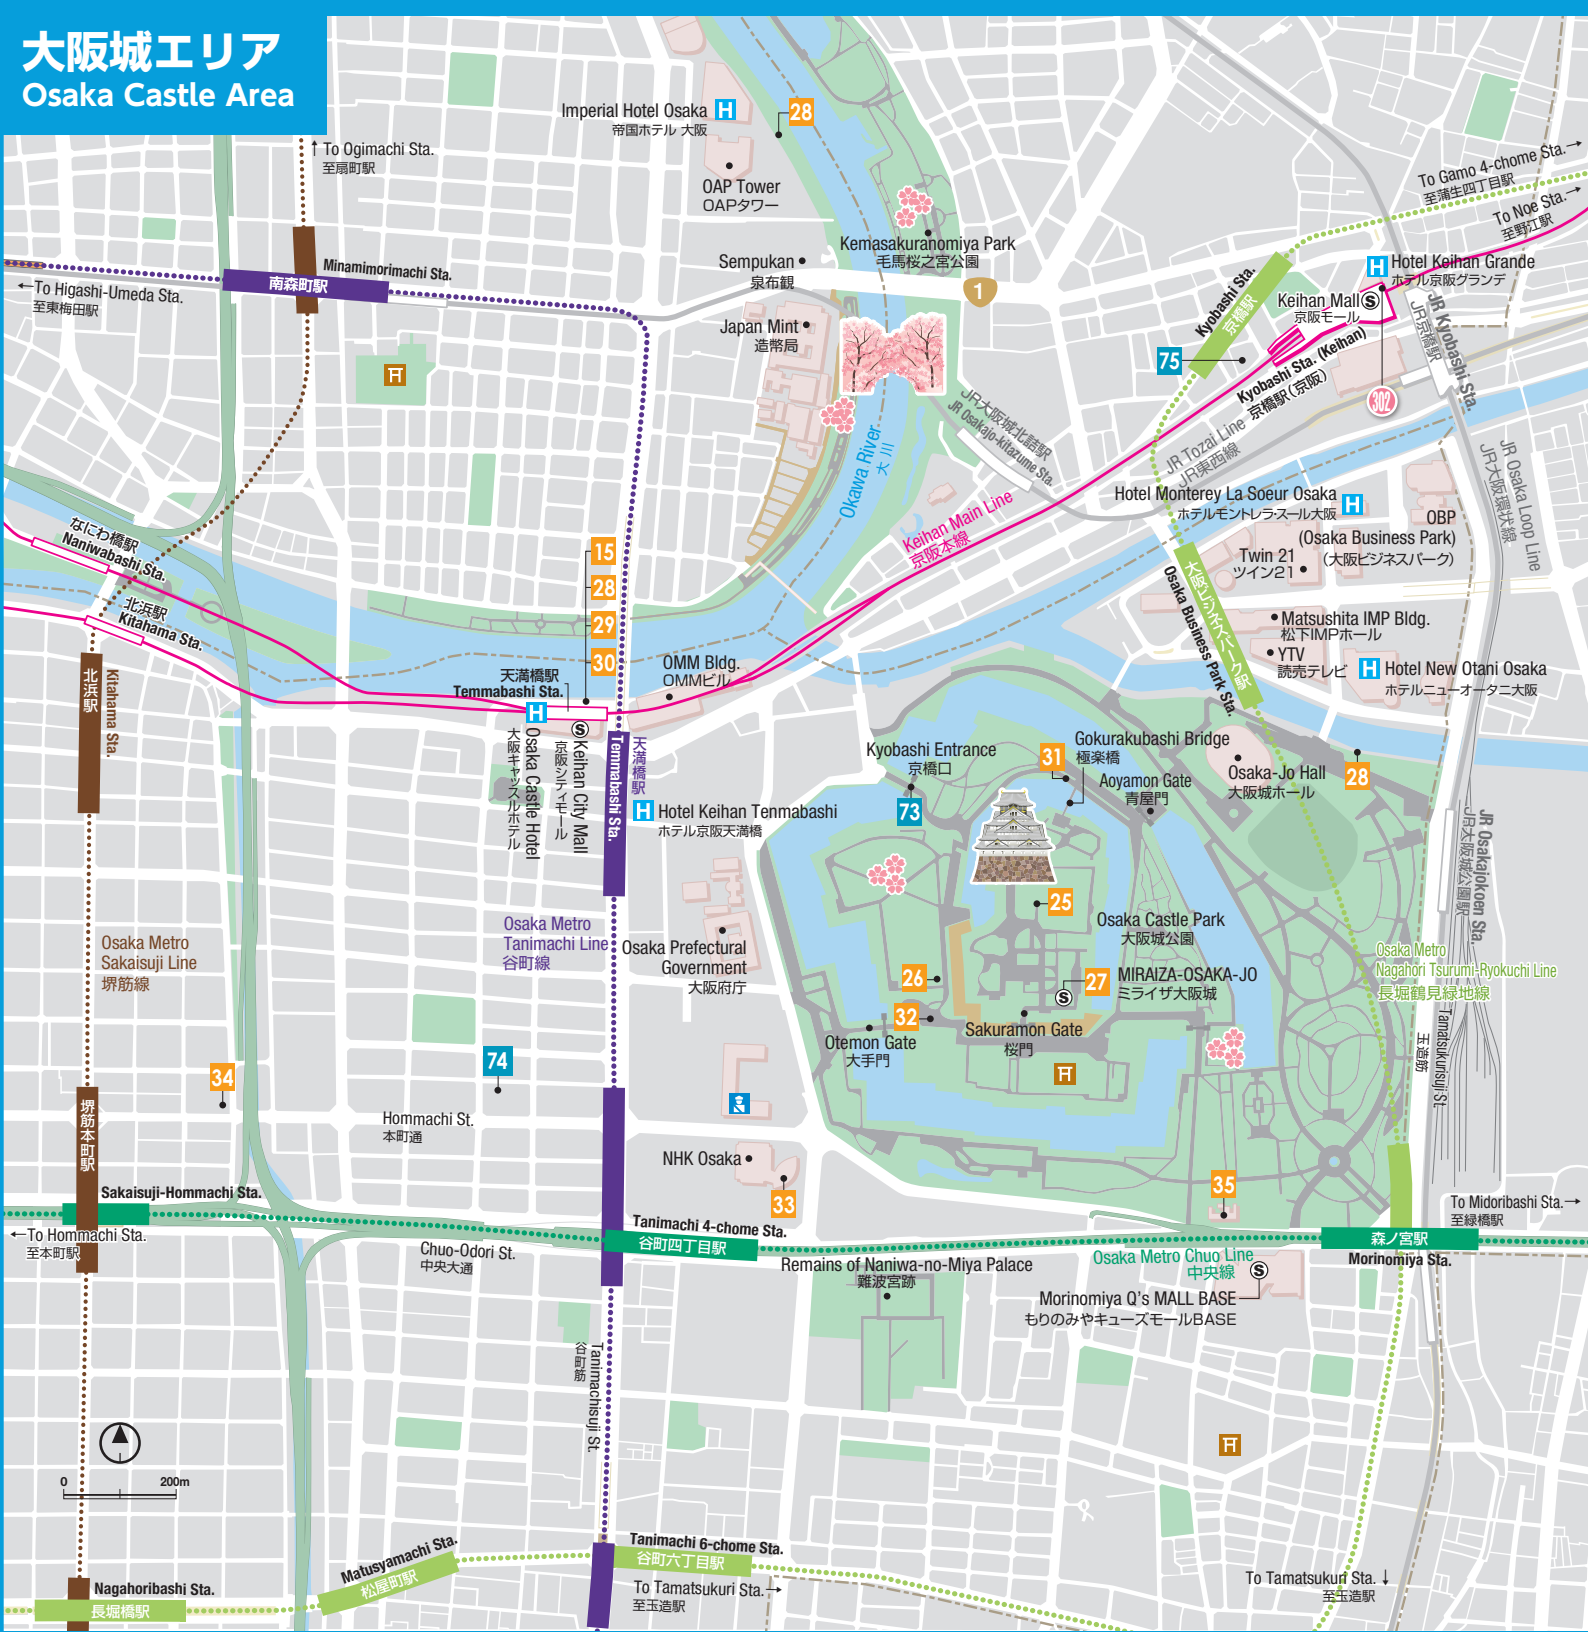 大阪城エリア
Osaka Castle Area
↑ To Ogimachi Sta.
至扇町駅
Imperial Hotel Osaka H
帝国ホテル 大阪
28
OAP Tower
OAPタワー
Kemasakuranomiya Park
毛馬桜之宮公園
Sempukan
泉布観
1
Japan Mint
造幣局
To Gamo 4-chome Sta.→
至蒲生四丁目駅
To Noe Sta.→
至野江駅
H Hotel Keihan Grande
ホテル京阪グランデ
Keihan Mall S
京阪モール
Kyobashi Sta.
京橋駅
75
Kyobashi Sta. (Keihan)
京橋駅(京阪)
JR Kyobashi Sta.
JR京橋駅
302
Minamimorimachi Sta.
南森町駅
←To Higashi-Umeda Sta.
至東梅田駅
JR大阪城北詰駅
JR Osakajo-kitazume Sta.
JR Tozai Line
JR東西線
JR Osaka Loop Line
JR大阪環状線
Okawa River
大川
Keihan Main Line
京阪本線
Hotel Monterey La Soeur Osaka H
ホテルモントレ・ラ・スール大阪
OBP
(Osaka Business Park)
(大阪ビジネスパーク)
Twin 21
ツイン21
大阪ビジネスパーク駅
Osaka Business Park Sta.
Matsushita IMP Bldg.
松下IMPホール
YTV
読売テレビ
H Hotel New Otani Osaka
ホテルニューオータニ大阪
なにわ橋駅
Naniwabashi Sta.
北浜駅
Kitahama Sta.
北浜駅
Kitahama Sta.
15
28
29
30
天満橋駅
Temmabashi Sta.
OMM Bldg.
OMMビル
H
Osaka Castle Hotel
大阪キャッスルホテル
S
Keihan City Mall
京阪シティモール
Temmabashi Sta.
天満橋駅
H Hotel Keihan Tenmabashi
ホテル京阪天満橋
Kyobashi Entrance
京橋口
73
31
Gokurakubashi Bridge
極楽橋
Aoyamon Gate
青屋門
Osaka-Jo Hall
大阪城ホール
28
JR Osakajokoen Sta.
JR大阪城公園駅
25
Osaka Castle Park
大阪城公園
26
27 MIRAIZA-OSAKA-JO
ミライザ大阪城
S
32
Otemon Gate
大手門
Sakuramon Gate
桜門
Osaka Metro
Nagahori Tsurumi-Ryokuchi Line
長堀鶴見緑地線
Tamatsukurisuji St.
玉造筋
Osaka Metro
Sakaisuji Line
堺筋線
Osaka Metro
Tanimachi Line
谷町線
Osaka Prefectural
Government
大阪府庁
34
74
Hommachi St.
本町通
堺筋本町駅
Sakaisuji-Hommachi Sta.
←To Hommachi Sta.
至本町駅
NHK Osaka
33
35
To Midoribashi Sta.→
至緑橋駅
Chuo-Odori St.
中央大通
Tanimachi 4-chome Sta.
谷町四丁目駅
Remains of Naniwa-no-Miya Palace
難波宮跡
Osaka Metro Chuo Line
中央線
S
森ノ宮駅
Morinomiya Sta.
Morinomiya Q's MALL BASE
もりのみやキューズモールBASE
Tanimachisuji St.
谷町筋
0 200m
Matusyamachi Sta.
松屋町駅
Tanimachi 6-chome Sta.
谷町六丁目駅
To Tamatsukuri Sta.→
至玉造駅
To Tamatsukuri Sta. ↓
至玉造駅
Nagahoribashi Sta.
長堀橋駅